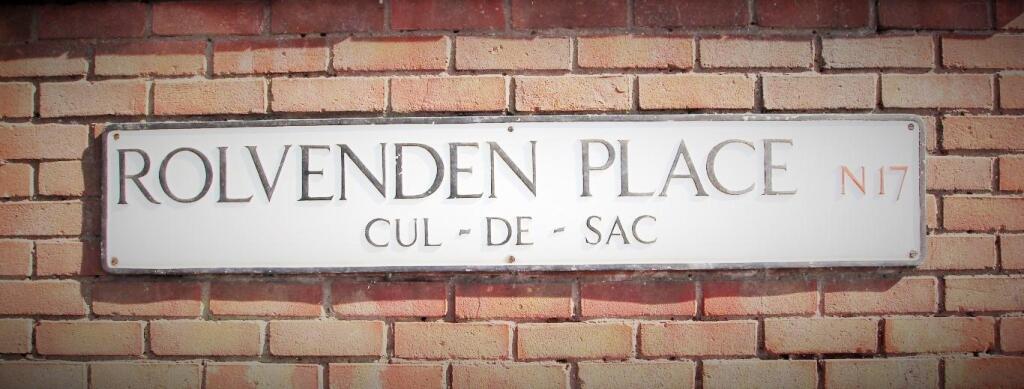 ROLVENDEN PLACE N17
CUL-DE-SAC